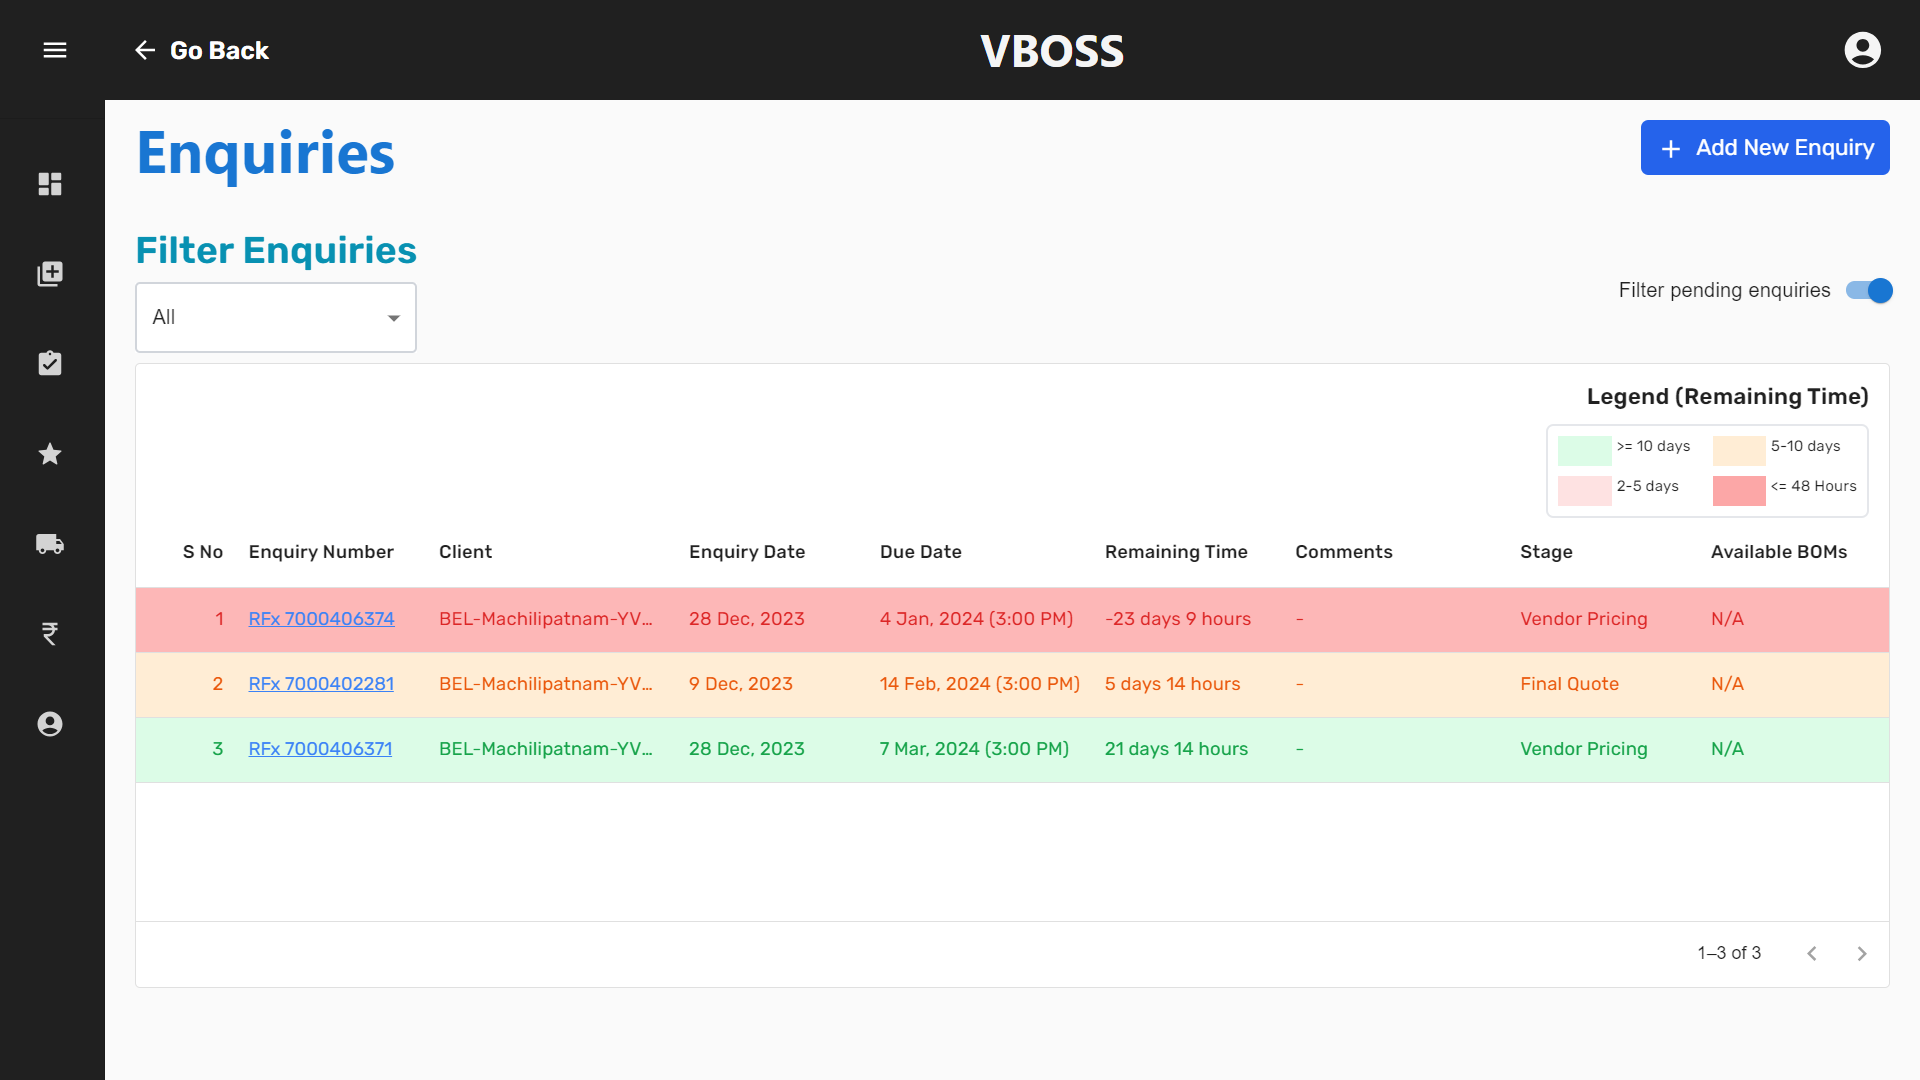 Go Back
VBOSS
Enquiries
Add New Enquiry
Filter Enquiries
All
Filter pending enquiries
Legend (Remaining Time)
>= 10 days 5-10 days
2-5 days <= 48 Hours
S No Enquiry Number Client Enquiry Date Due Date Remaining Time Comments Stage Available BOMs
1 RFx 7000406374 BEL-Machilipatnam-YV... 28 Dec, 2023 4 Jan, 2024 (3:00 PM) -23 days 9 hours - Vendor Pricing N/A
2 RFx 7000402281 BEL-Machilipatnam-YV... 9 Dec, 2023 14 Feb, 2024 (3:00 PM) 5 days 14 hours - Final Quote N/A
3 RFx 7000406371 BEL-Machilipatnam-YV... 28 Dec, 2023 7 Mar, 2024 (3:00 PM) 21 days 14 hours - Vendor Pricing N/A
1–3 of 3